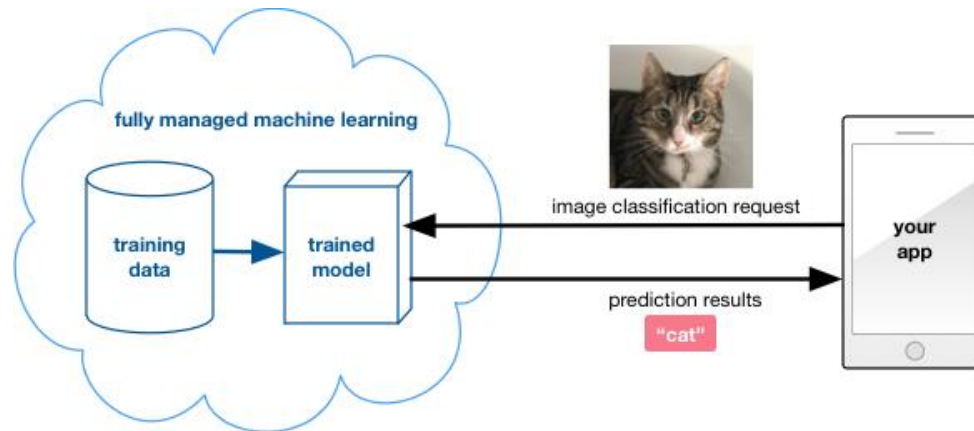 fully managed machine learning
training
data
trained
model
image classification request
prediction results
“cat”
your
app